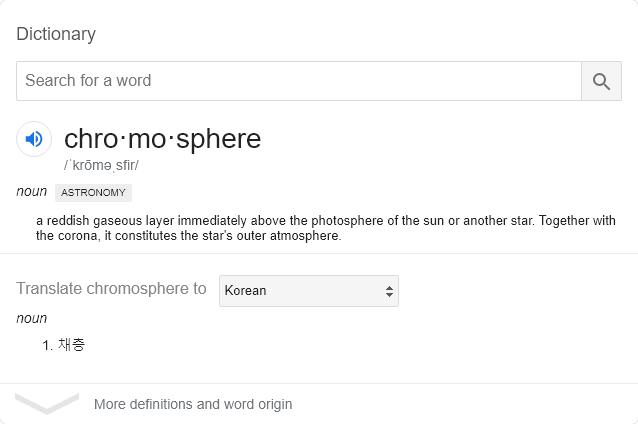 Dictionary
Search for a word
chro·mo·sphere
/ˈkrōməˌsfir/
noun ASTRONOMY
a reddish gaseous layer immediately above the photosphere of the sun or another star. Together with
the corona, it constitutes the star's outer atmosphere.
Translate chromosphere to Korean
noun
1. 채층
More definitions and word origin